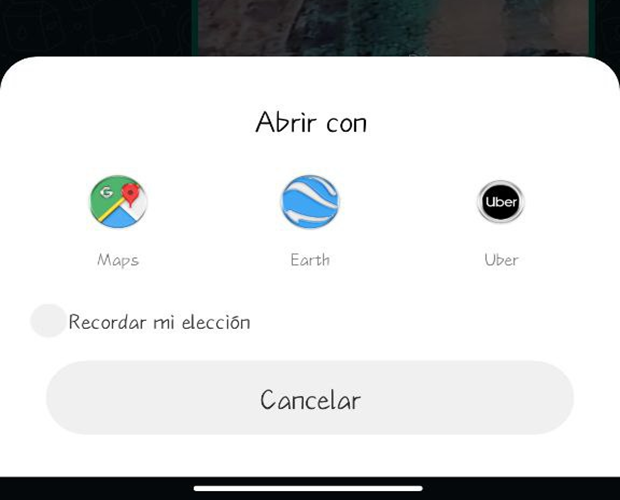 Abrir con
G
Uber
Maps
Earth
Uber
Recordar mi elección
Cancelar